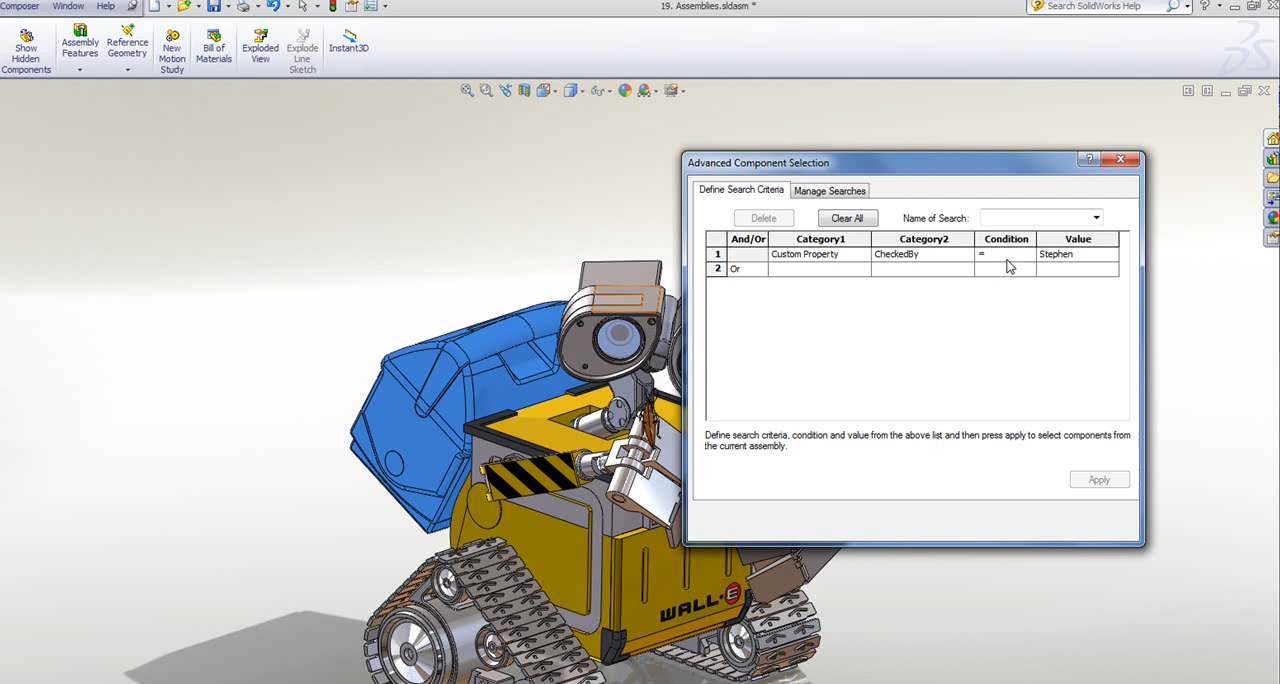 Composer Window Help
19. Assemblies.sldasm *
Search SolidWorks Help
Show Hidden Components
Assembly Features
Reference Geometry
New Motion Study
Bill of Materials
Exploded View
Explode Line Sketch
Instant3D
Advanced Component Selection
Define Search Criteria Manage Searches
Delete Clear All Name of Search:
And/Or Category1 Category2 Condition Value
1 Custom Property CheckedBy = Stephen
2 Or
Define search criteria, condition and value from the above list and then press apply to select components from
the current assembly.
Apply
WALL·E